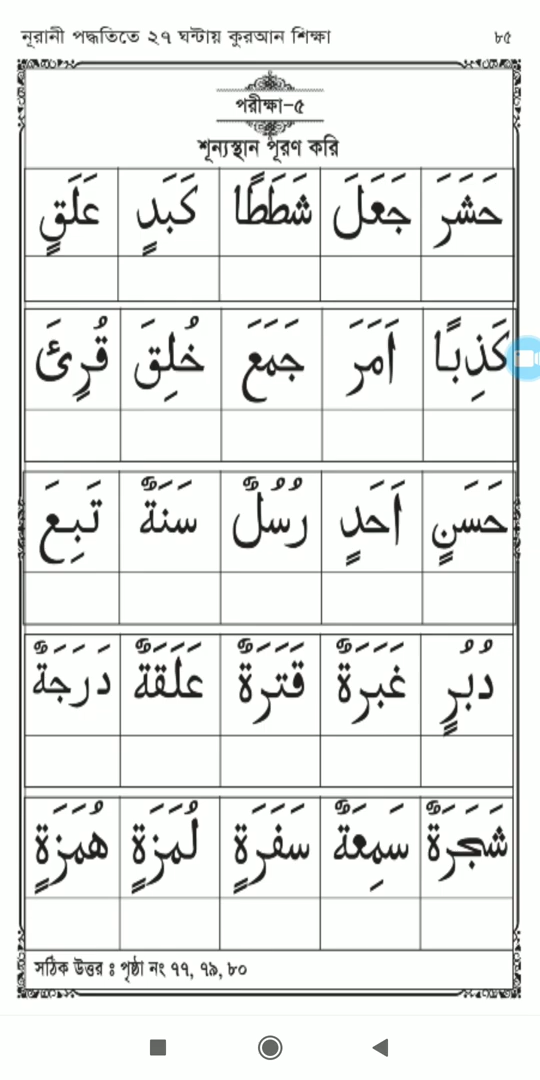 নূরানী পদ্ধতিতে ২৭ ঘন্টায় কুরআন শিক্ষা ৮৫
পরীক্ষা-৫
শূন্যস্থান পূরণ করি
حَشَرَ جَعَلَ شَطَطًا كَبَدٍ عَلَقٍ
كَذِبًا اَمَرَ جَمَعَ خُلِقَ قُرِئَ
حَسَنٍ اَحَدٍ رُسُلٌ سَنَةٌ تَبِعَ
دُبُرٍ غَبَرَةٌ قَتَرَةٌ عَلَقَةٌ دَرَجَةٌ
شَجَرَةٌ سَمِعَةٌ سَفَرَةٍ لُمَزَةٍ هُمَزَةٍ
সঠিক উত্তর ঃ পৃষ্ঠা নং ৭৭, ৭৯, ৮০